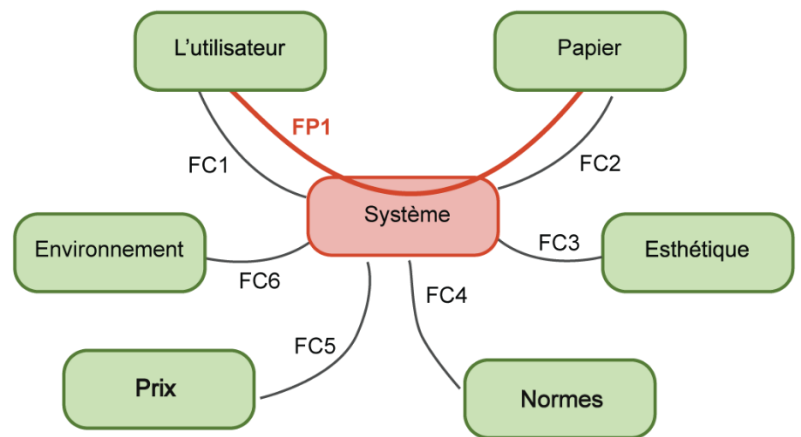 L'utilisateur
Papier
FP1
FC1
FC2
Système
Environnement
FC3
Esthétique
FC6
FC4
FC5
Prix
Normes